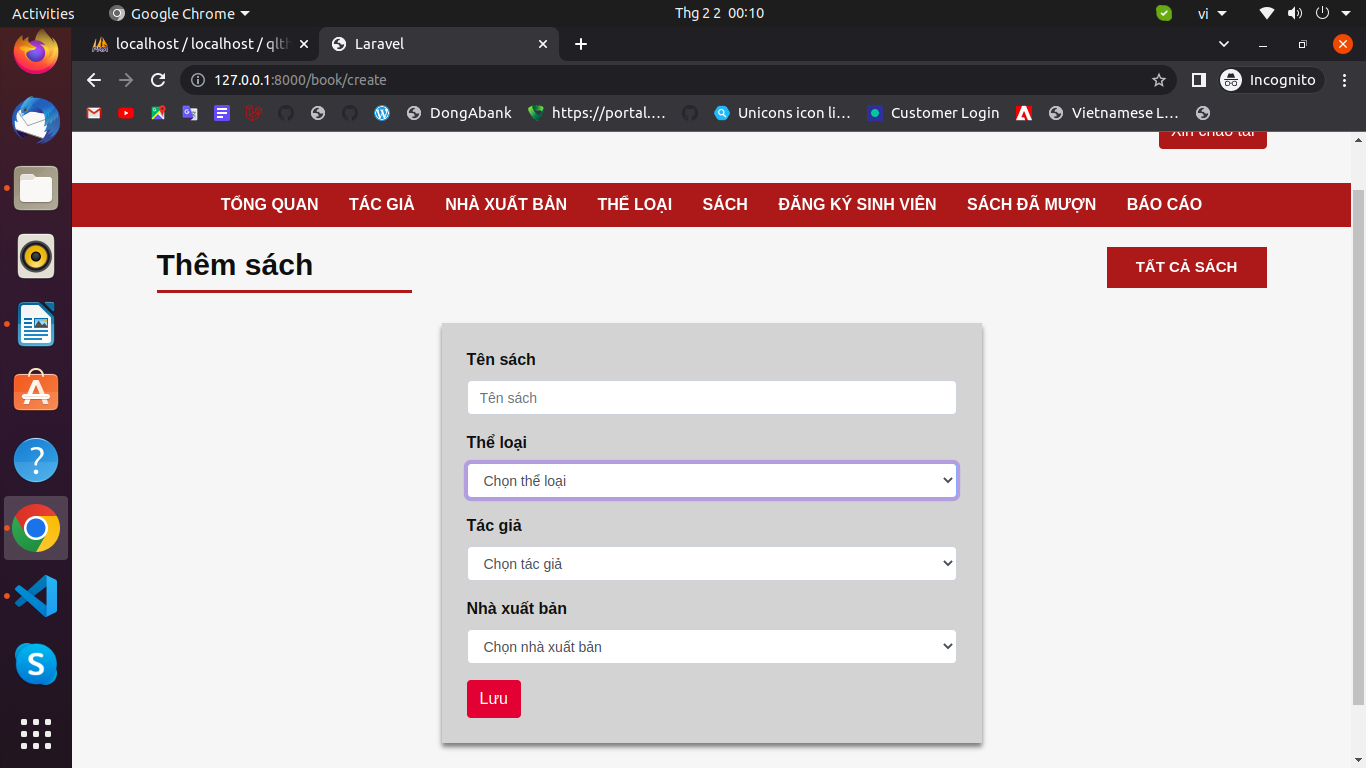 Activities
Google Chrome
Thg 2 2 00:10
vi
localhost / localhost / qlth
Laravel
127.0.0.1:8000/book/create
Incognito
DongAbank
https://portal....
Unicons icon li...
Customer Login
Vietnamese L...
Xin chào tài
TỔNG QUAN
TÁC GIẢ
NHÀ XUẤT BẢN
THỂ LOẠI
SÁCH
ĐĂNG KÝ SINH VIÊN
SÁCH ĐÃ MƯỢN
BÁO CÁO
Thêm sách
TẤT CẢ SÁCH
Tên sách
Tên sách
Thể loại
Chọn thể loại
Tác giả
Chọn tác giả
Nhà xuất bản
Chọn nhà xuất bản
Lưu